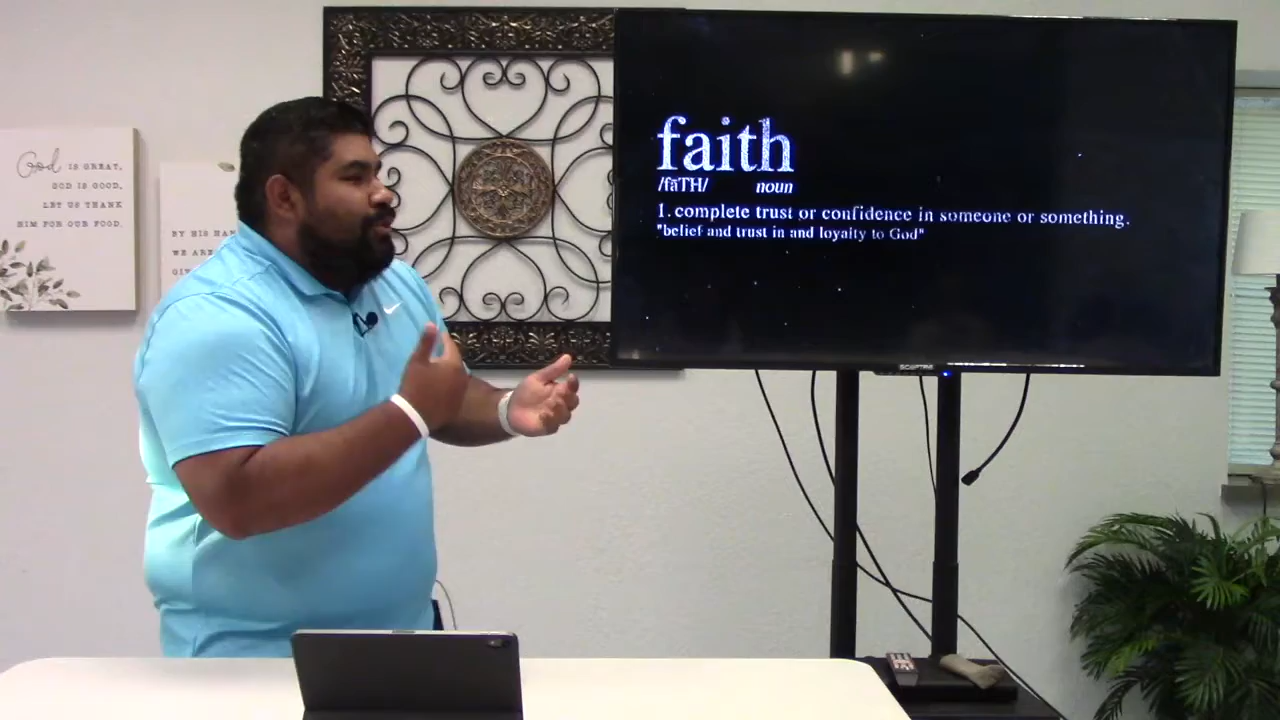 God IS GREAT,
GOD IS GOOD,
LET US THANK
HIM FOR OUR FOOD.
BY HIS
WE ARE
faith
/fāTH/ noun
1. complete trust or confidence in someone or something.
"belief and trust in and loyalty to God"
SCEPTRE